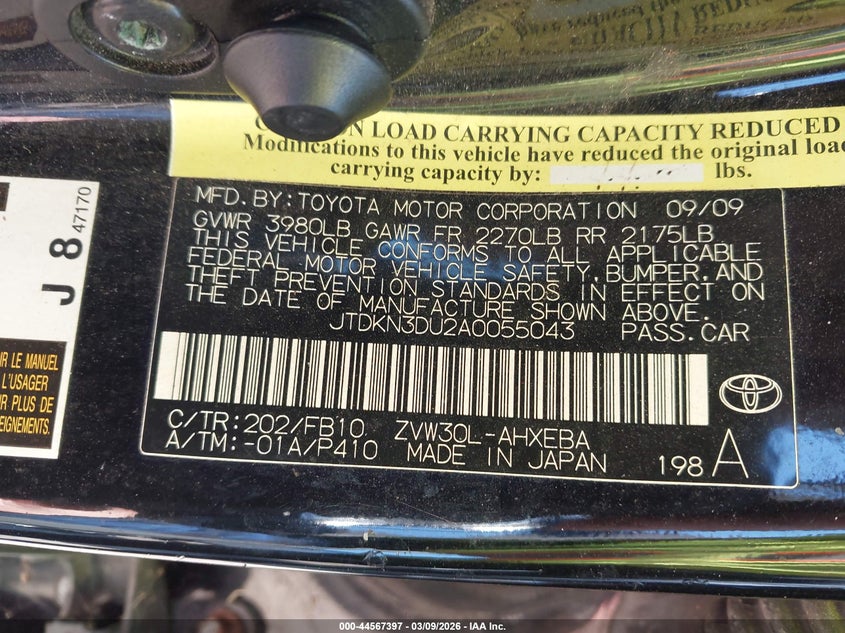 LOAD CARRYING CAPACITY REDUCED
Modifications to this vehicle have reduced the original load
carrying capacity by: lbs.
MFD.BY:TOYOTA MOTOR CORPORATION 09/09
GVWR 3980LB GAWR FR 2270LB RR 2175LB
THIS VEHICLE CONFORMS TO ALL APPLICABLE
FEDERAL MOTOR VEHICLE SAFETY,BUMPER,AND
THEFT PREVENTION STANDARDS IN EFFECT ON
THE DATE OF MANUFACTURE SHOWN ABOVE.
JTDKN3DU2A0055043 PASS.CAR
C/TR:202/FB10 ZVW30L-AHXEBA
A/TM:-01A/P410 MADE IN JAPAN
198 A
J 8 47170
LE MANUEL
L'USAGER
PLUS DE
000-44567397 | 03/09/2026 | IAA Inc.